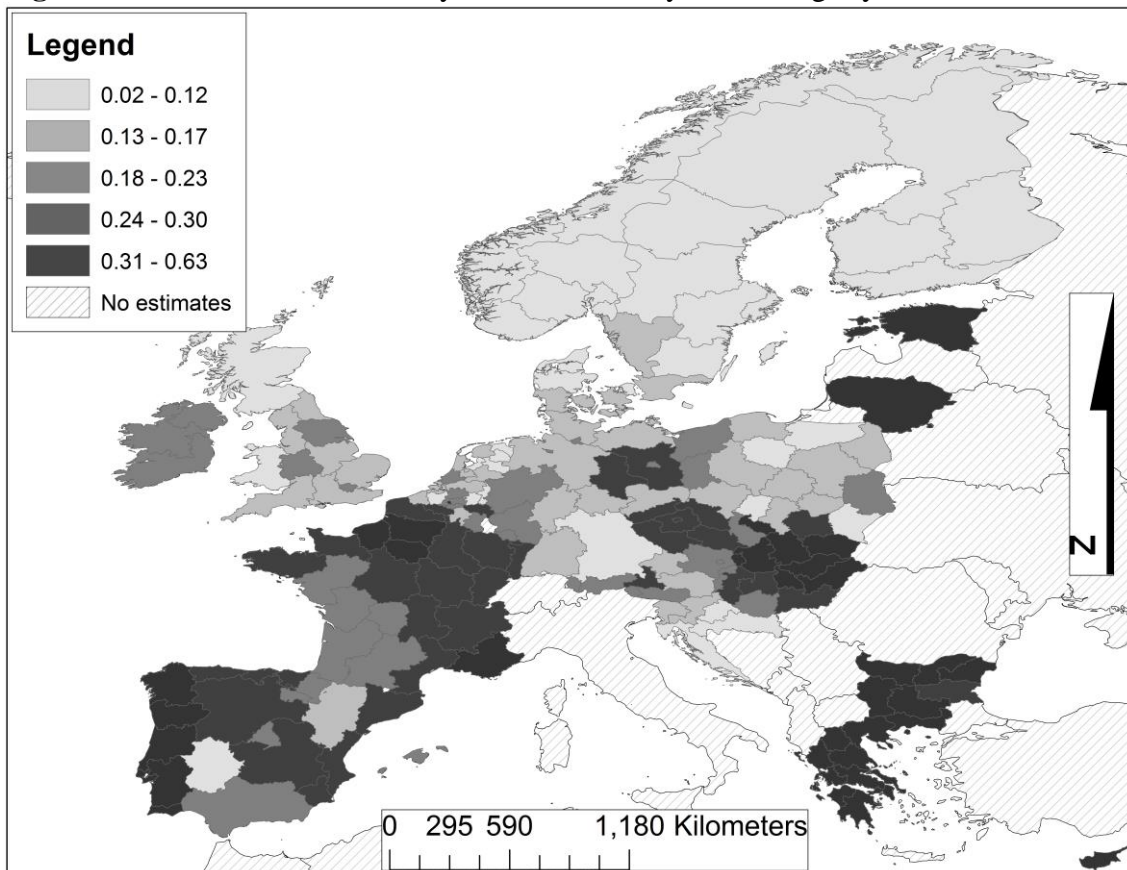 Legend
0.02 - 0.12
0.13 - 0.17
0.18 - 0.23
0.24 - 0.30
0.31 - 0.63
No estimates
N
0 295 590 1,180 Kilometers